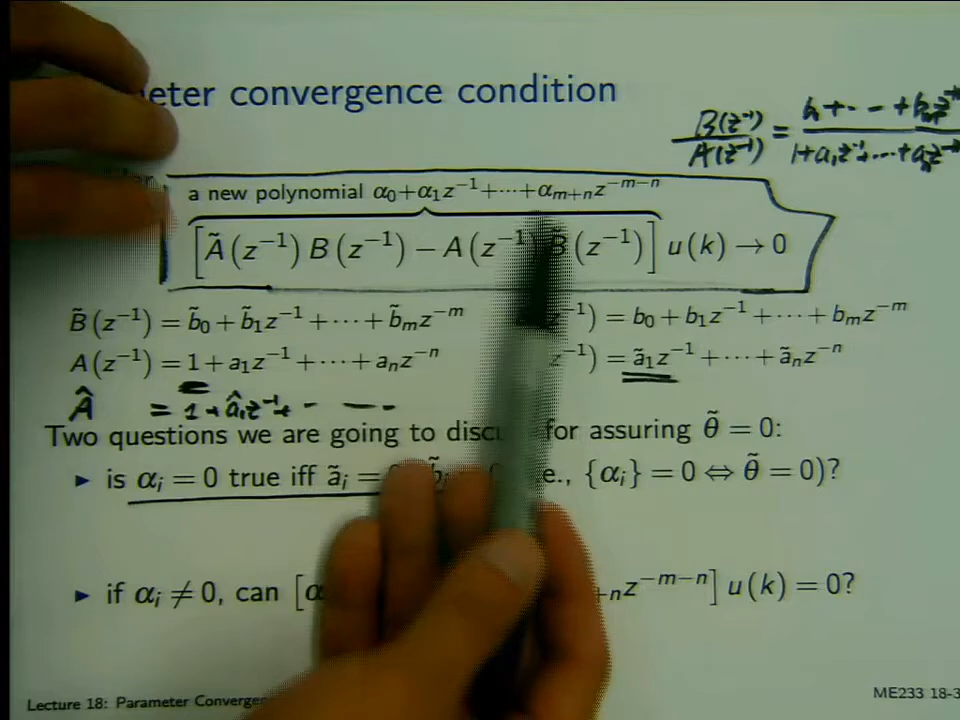 eter convergence condition
B(z⁻¹)/A(z⁻¹) =
1+a₁z⁻¹+⋯+
a new polynomial α₀+α₁z⁻¹+⋯+αₘ₊ₙz⁻ᵐ⁻ⁿ
[Ã(z⁻¹) B(z⁻¹) − A(z⁻¹) B̃(z⁻¹)] u(k) → 0
B̃(z⁻¹) = b̃₀+b̃₁z⁻¹+⋯+b̃ₘz⁻ᵐ z⁻¹) = b₀+b₁z⁻¹+⋯+bₘz⁻ᵐ
A(z⁻¹) = 1+a₁z⁻¹+⋯+aₙz⁻ⁿ z⁻¹) = ã₁z⁻¹+⋯+ãₙz⁻ⁿ
Â = 1+â₁z⁻¹+- --
Two questions we are going to disc for assuring θ̃ = 0:
▶ is αᵢ = 0 true iff ãᵢ = e., {αᵢ} = 0 ⇔ θ̃ = 0)?
▶ if αᵢ ≠ 0, can [α ₊ₙz⁻ᵐ⁻ⁿ] u(k) = 0?
Lecture 18: Parameter Converge ME233 18-3